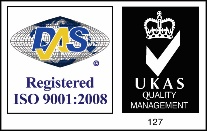 DAS
®
Registered
ISO 9001:2008
UKAS
QUALITY
MANAGEMENT
127